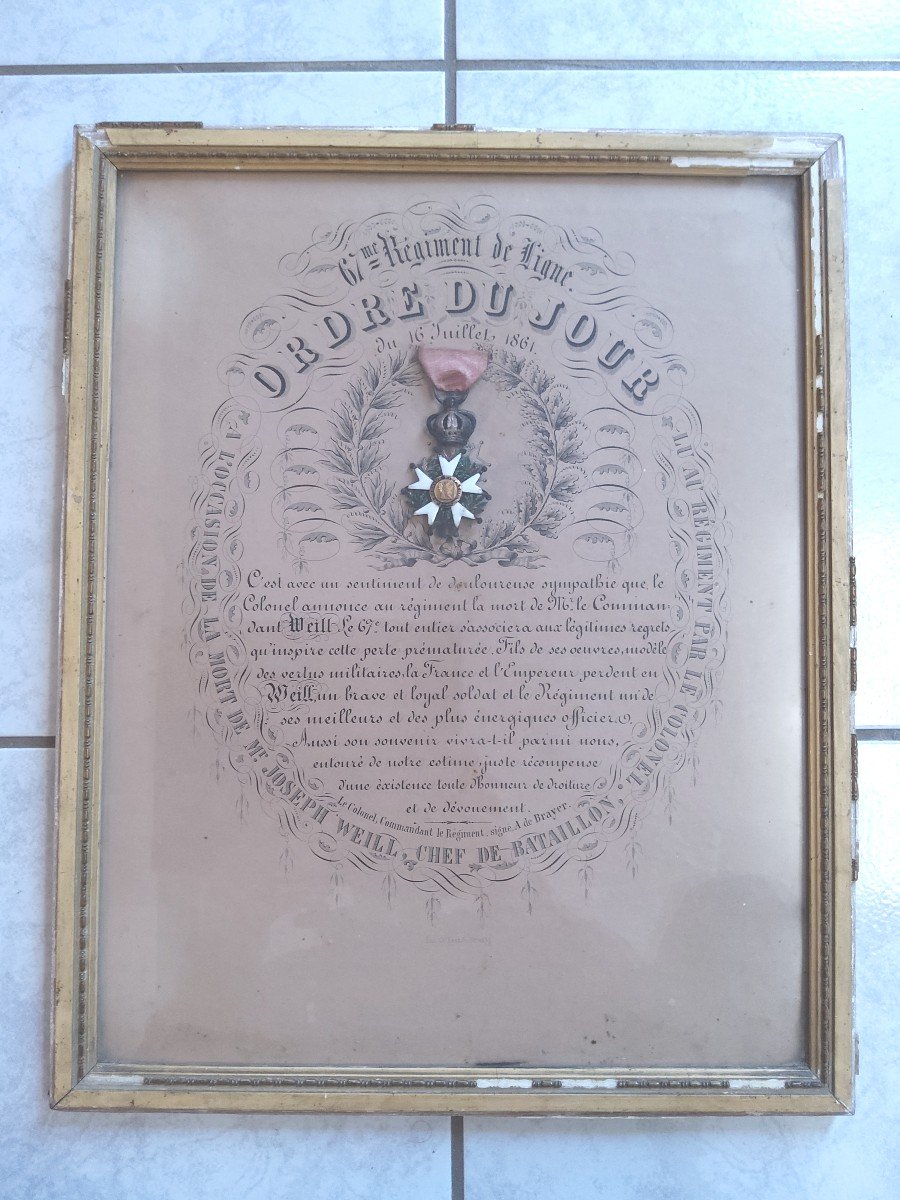 67me Régiment de Ligne.
ORDRE DU JOUR
du 16 Juillet, 1861.
A L'OCCASION, DE LA MORT DE Mr. JOSEPH WEILL, CHEF DE BATAILLON,
LU AU RÉGIMENT PAR LE COLONEL
C'est avec un sentiment de douloureuse sympathie que, le
Colonel annonce au régiment la mort de Mr. le Comman
dant Weill. Le 67e. tout entier s'associera aux légitimes regrets
qu'inspire cette perte prématurée. Fils de ses oeuvres, modèle
des vertus militaires, la France et l'Empereur, perdent en
Weill, un brave et loyal soldat et le Régiment un de
ses meilleurs et des plus énergiques officiers,
Aussi son souvenir vivra-t-il parmi nous,
entouré de notre estime, juste récompense
d'une éxistence toute d'honneur de droiture
et de dévouement.
Le Colonel, Commandant le Régiment, signé, A de Brayer.